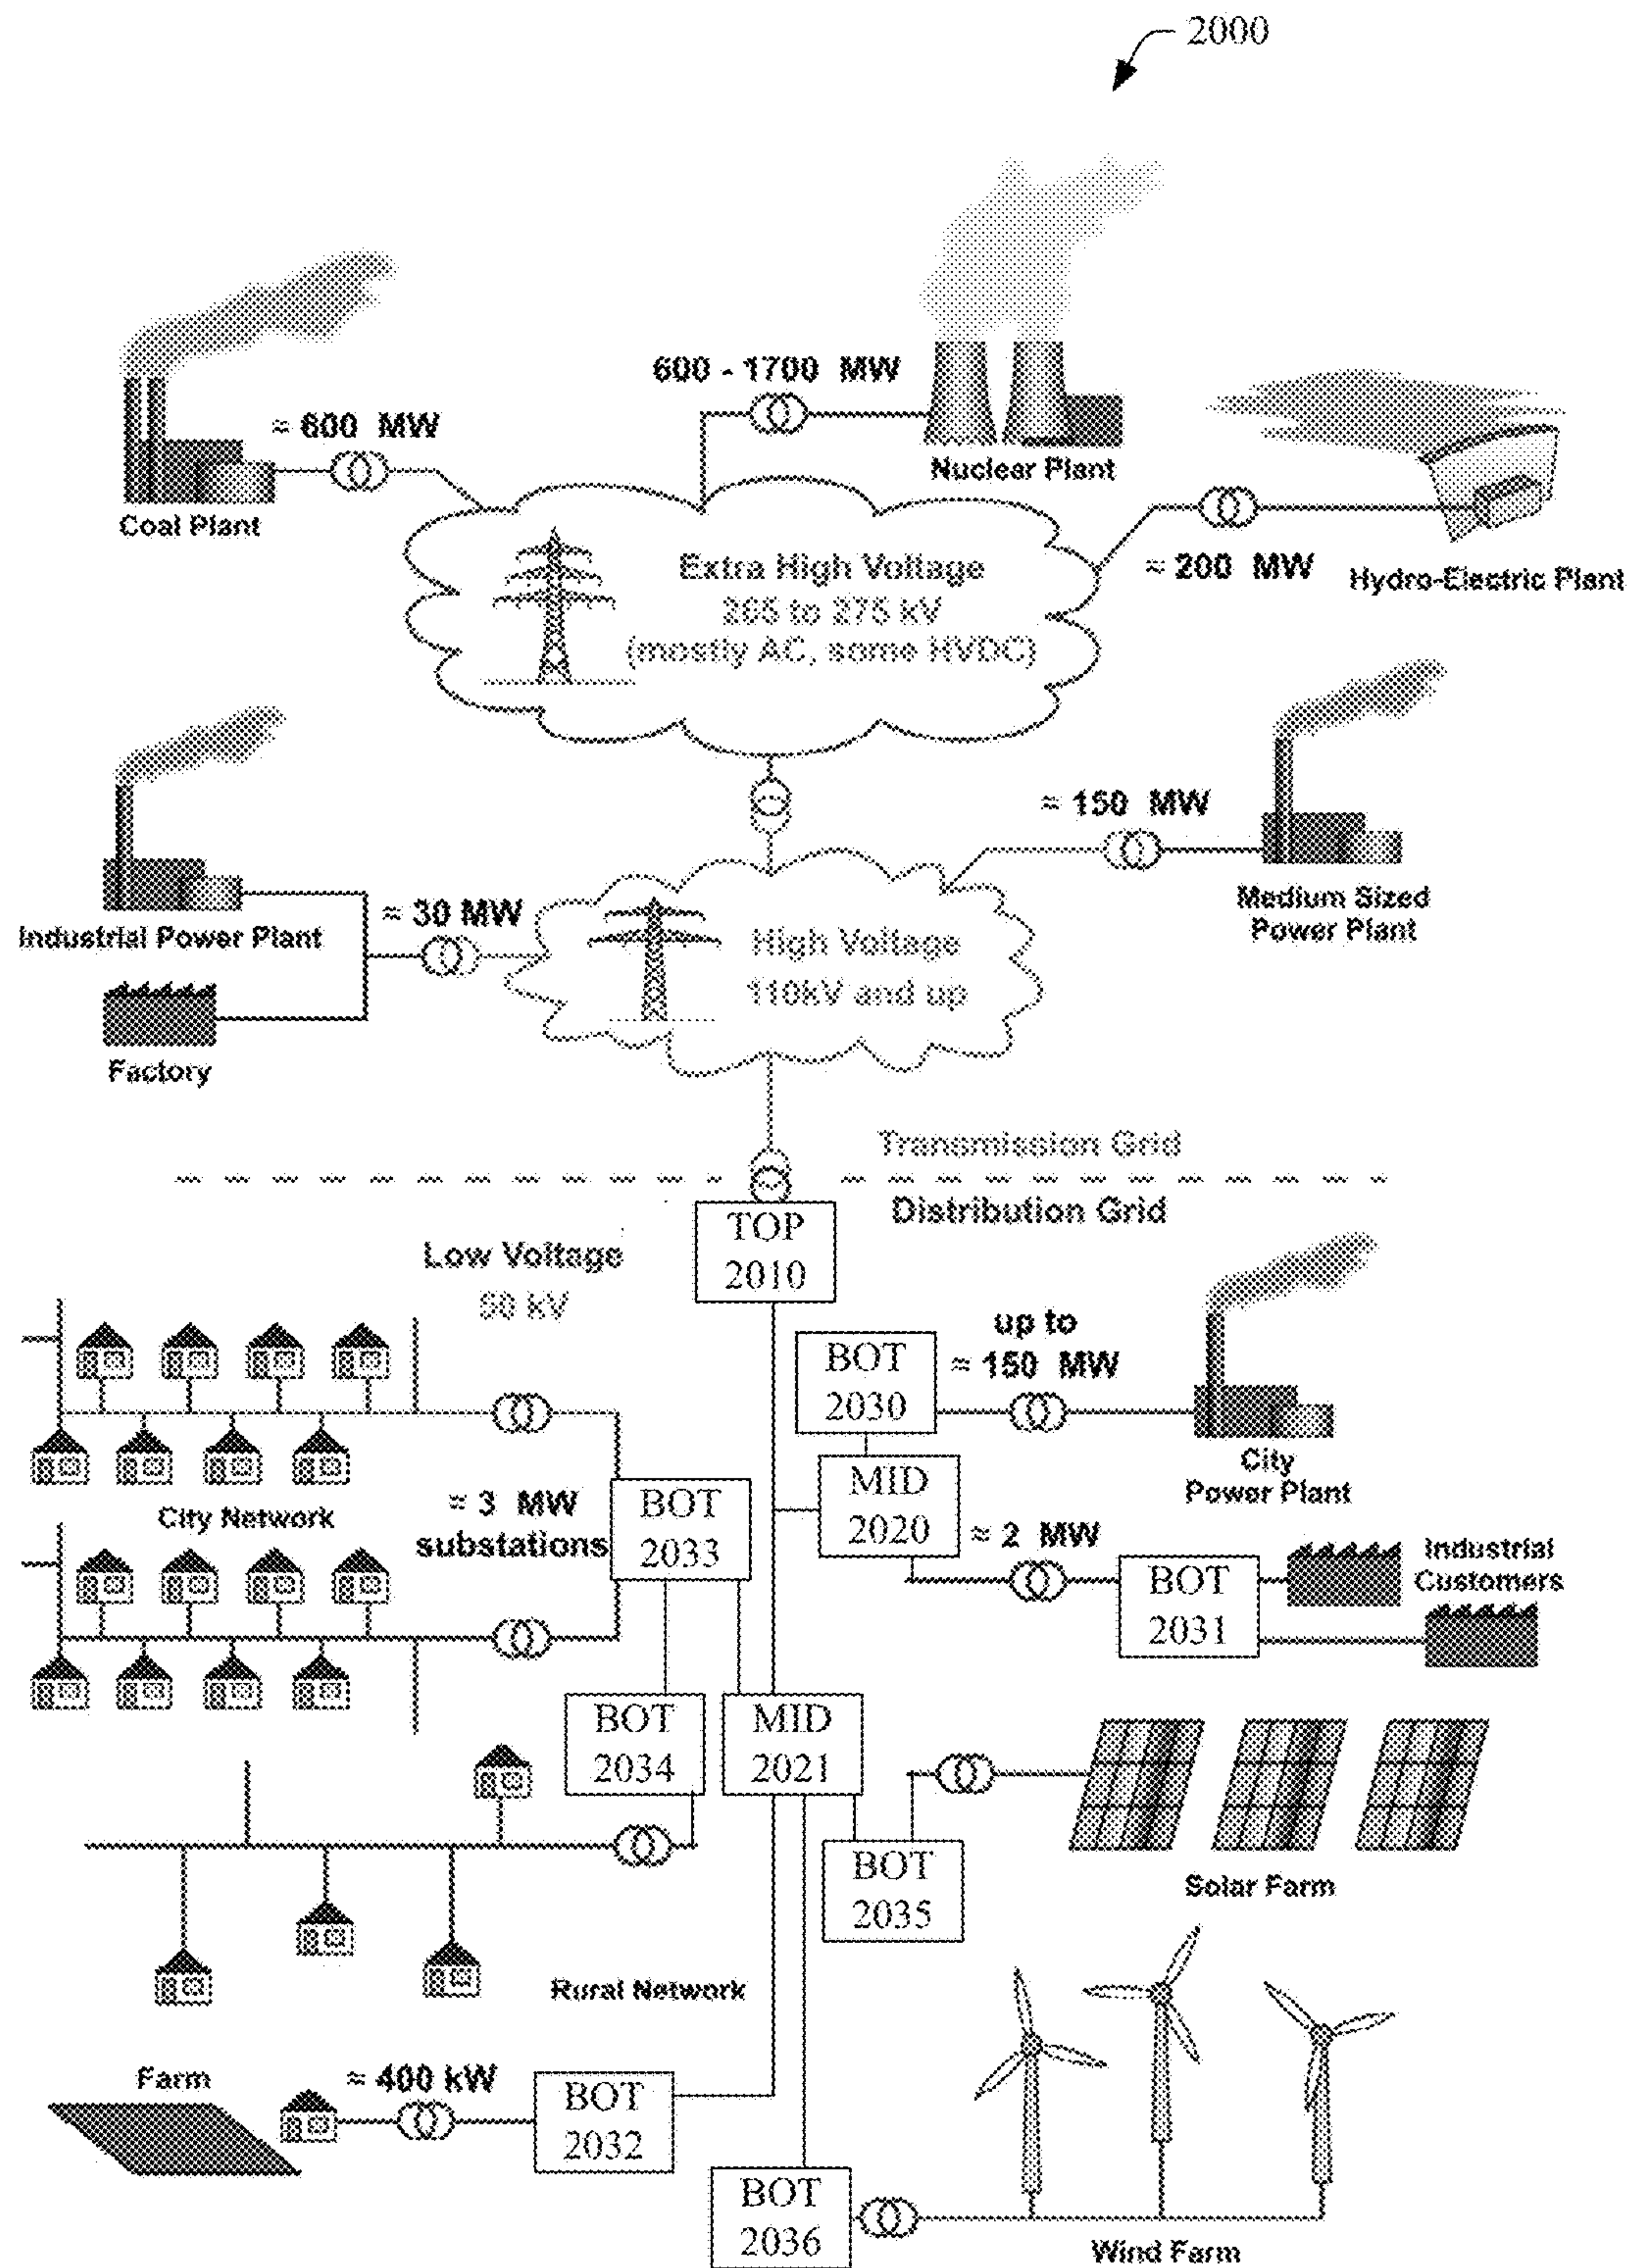 2000
600 - 1700 MW
≈ 600 MW
Nuclear Plant
Coal Plant
Extra High Voltage
265 to 275 kV
(mostly AC, some HVDC)
≈ 200 MW
Hydro-Electric Plant
≈ 150 MW
Medium Sized
Power Plant
≈ 30 MW
Industrial Power Plant
High Voltage
110kV and up
Factory
Transmission Grid
Distribution Grid
TOP
2010
Low Voltage
50 kV
up to
≈ 150 MW
BOT
2030
City
Power Plant
MID
2020
≈ 2 MW
City Network
≈ 3 MW
substations
BOT
2033
Industrial
Customers
BOT
2031
BOT
2034
MID
2021
BOT
2035
Solar Farm
Rural Network
Farm
≈ 400 kW
BOT
2032
BOT
2036
Wind Farm